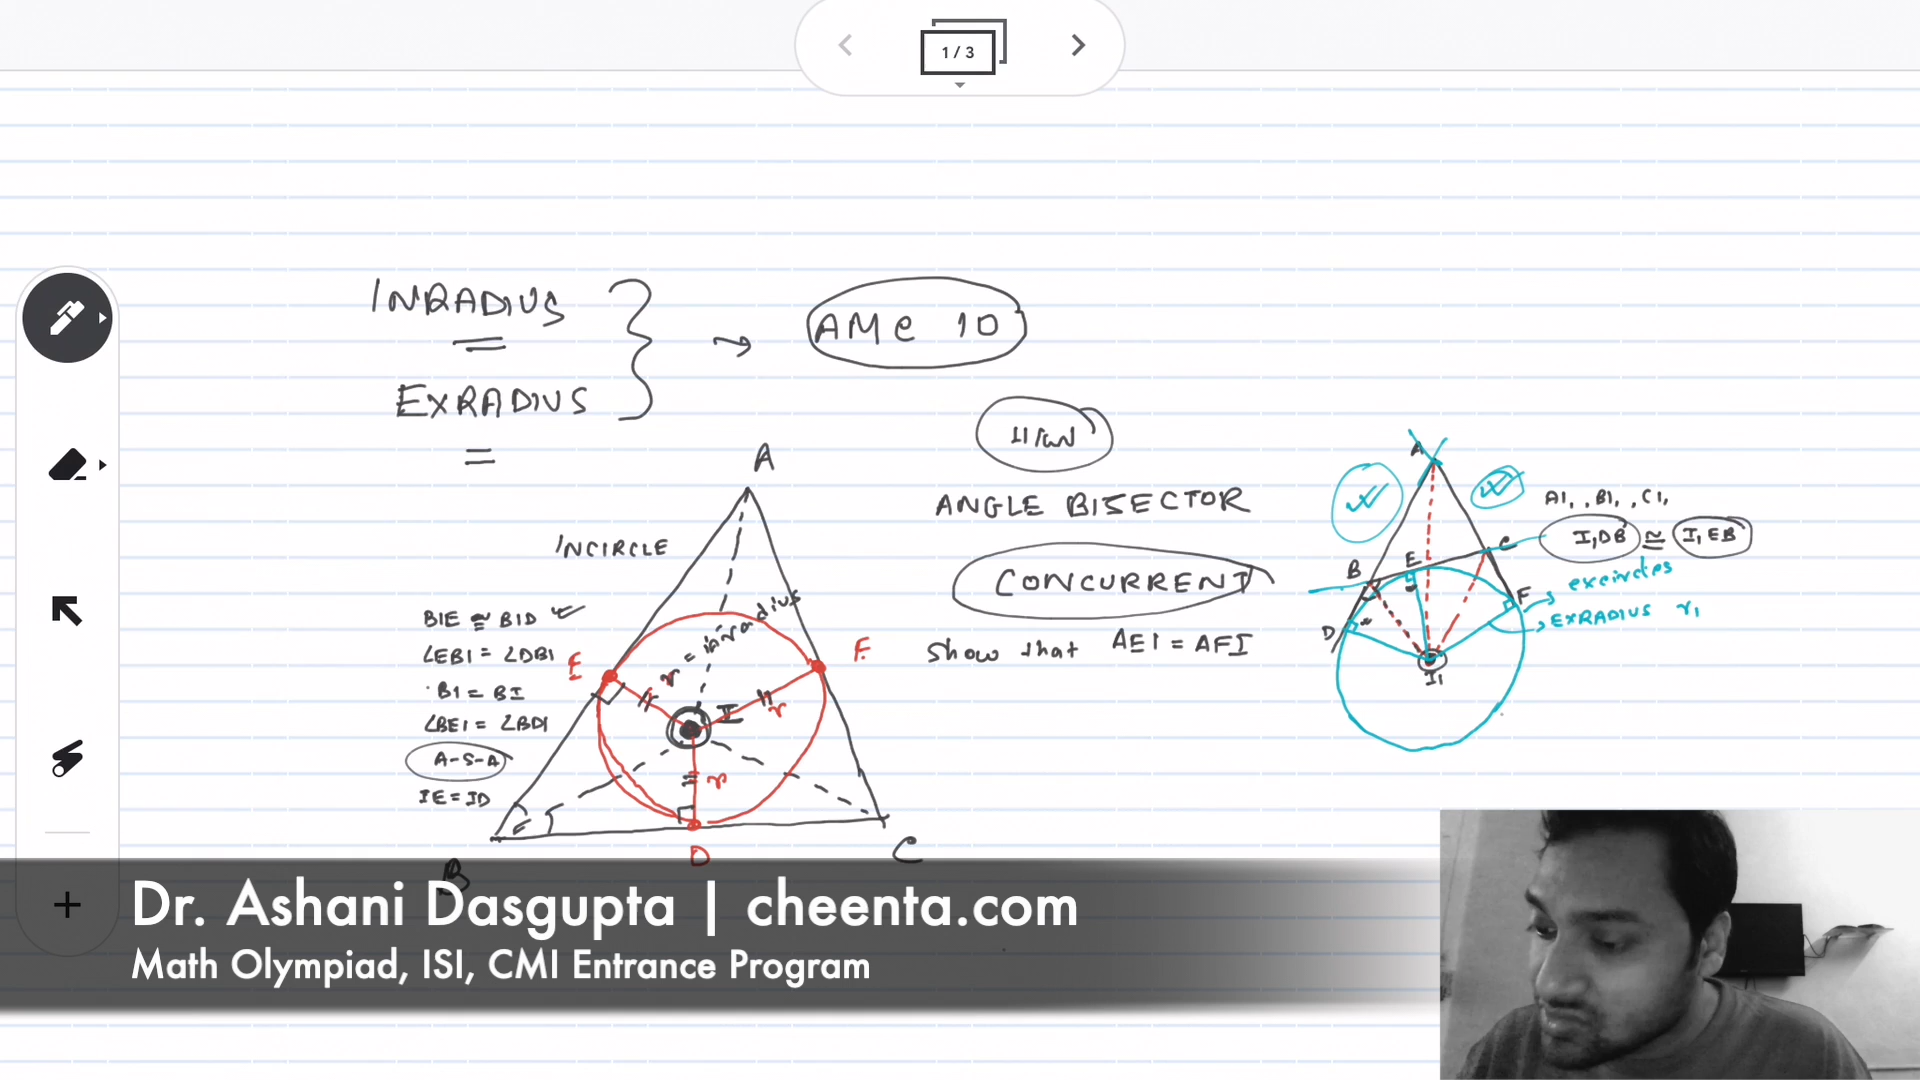 1 / 3
INRADIUS
EXRADIUS
=
AMC 10
ANGLE BISECTOR
CONCURRENT
show that AEI = AFI
INCIRCLE
A
BIE ≅ BID
∠EBI = ∠DBI
BI = BI
∠BEI = ∠BDI
A-S-A
IE = ID
E
F
r = inradius
I
r
r
D
B
C
A
B
E
C
D
F
I₁
AI₁, BI₁, CI₁
I₁DB ≅ I₁EB
excircles
EXRADIUS r₁
Dr. Ashani Dasgupta | cheenta.com
Math Olympiad, ISI, CMI Entrance Program